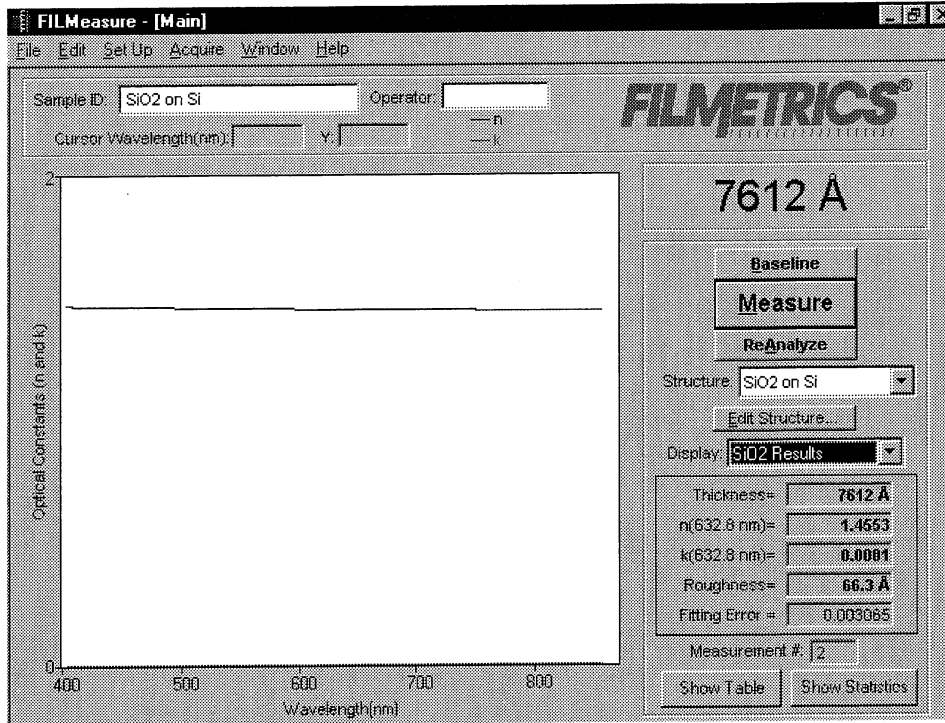 FILMeasure - [Main]
File Edit Set Up Acquire Window Help
Sample ID: SiO2 on Si Operator:
Cursor Wavelength(nm): Y:
n
k
FILMETRICS®
7612 Å
Baseline
Measure
ReAnalyze
Structure: SiO2 on Si
Edit Structure...
Display: SiO2 Results
Thickness= 7612 Å
n(632.8 nm)= 1.4553
k(632.8 nm)= 0.0001
Roughness= 66.3 Å
Fitting Error = 0.003065
Measurement #: 2
Show Table Show Statistics
Optical Constants (n and k)
2
0
400 500 600 700 800
Wavelength(nm)